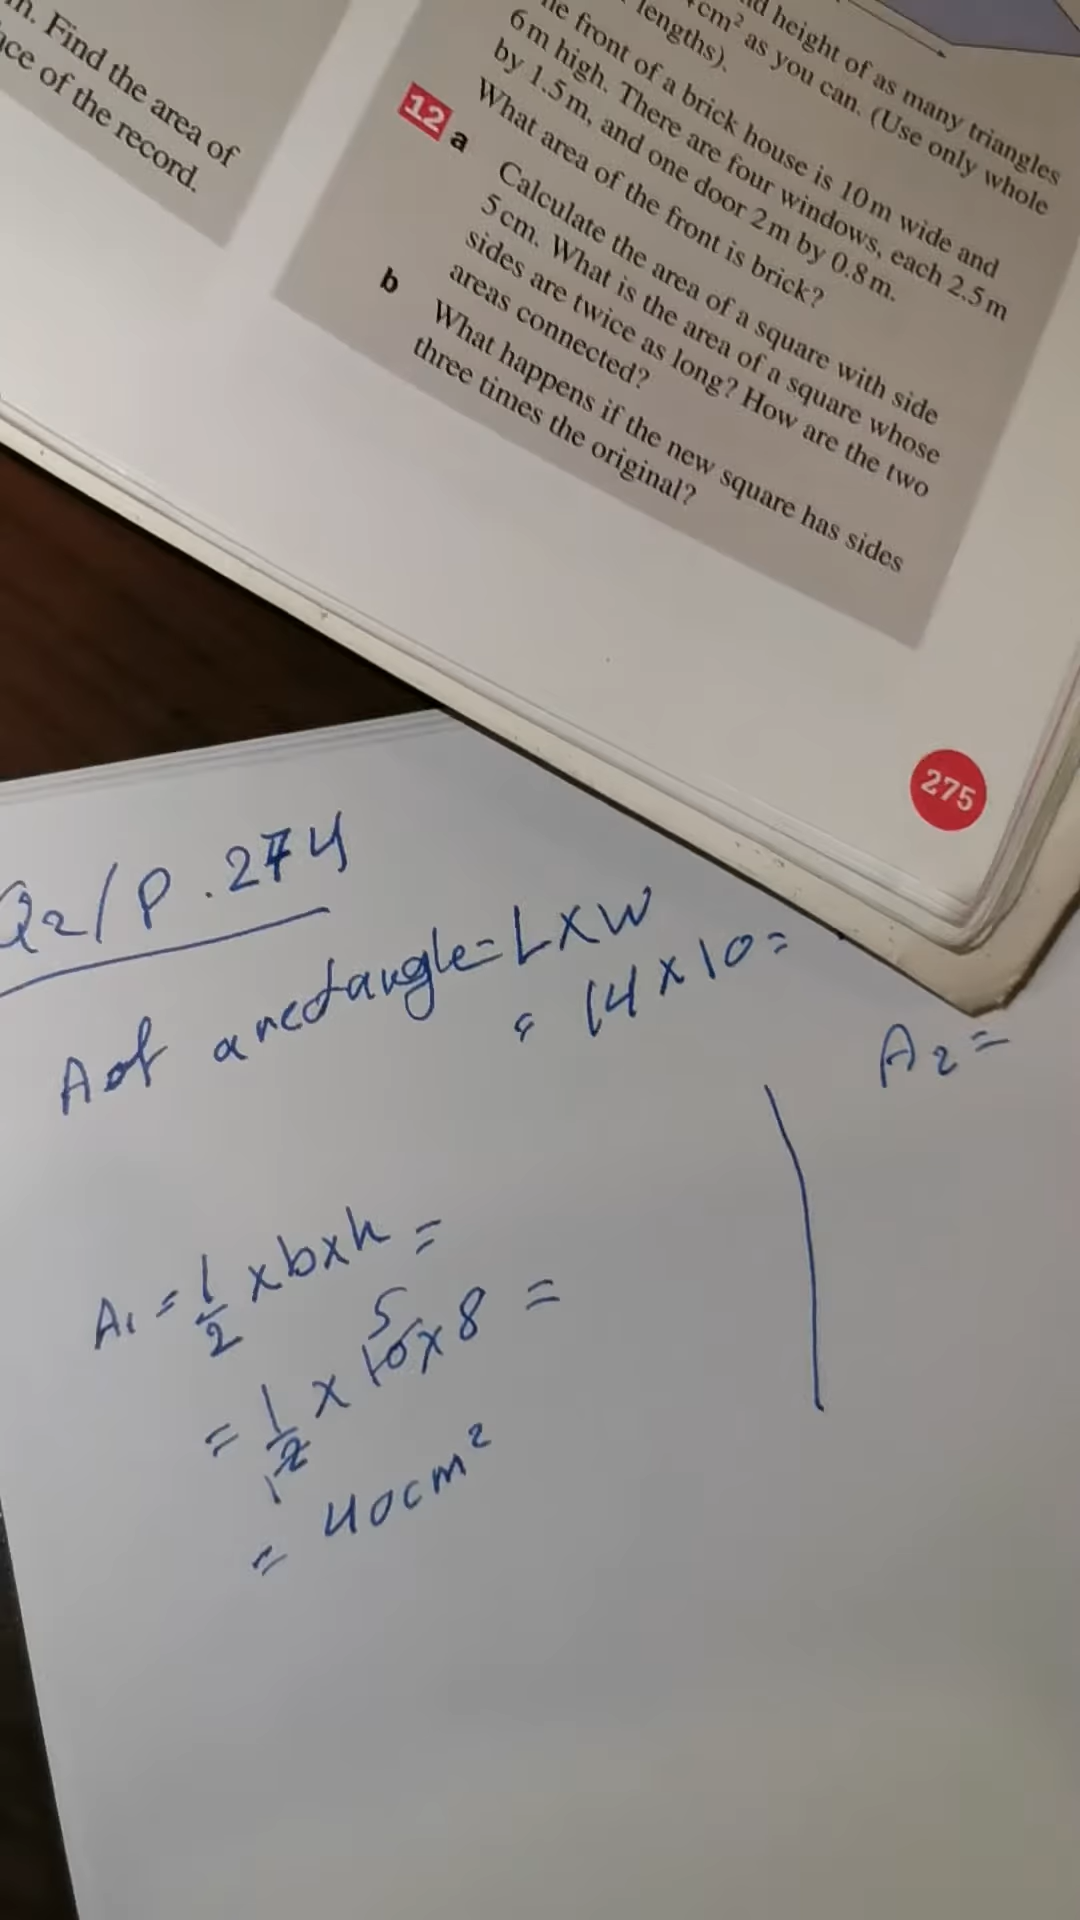 Find the area of
ce of the record.
d height of as many triangles
cm² as you can. (Use only whole
lengths).
front of a brick house is 10 m wide and
6 m high. There are four windows, each 2.5 m
by 1.5 m, and one door 2 m by 0.8 m.
What area of the front is brick?
12 a Calculate the area of a square with side
5 cm. What is the area of a square whose
sides are twice as long? How are the two
areas connected?
b What happens if the new square has sides
three times the original?
275
Q2/P.274
A of a rectangle = L x W
= 14 x 10 =
A2 =
A1 = 1/2 x b x h =
= 1/2 x 10 x 8 =
5
1
= 40 cm²